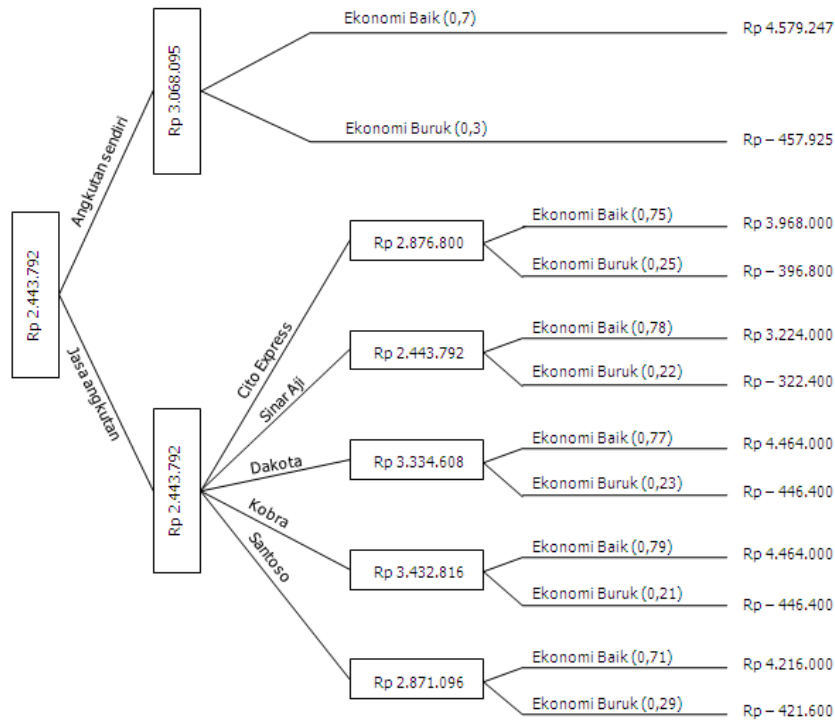 Ekonomi Baik (0,7)
Rp 4.579.247
Rp 3.068.095
Ekonomi Buruk (0,3)
Rp – 457.925
Angkutan sendiri
Rp 2.443.792
Jasa angkutan
Rp 2.443.792
Cito Express
Rp 2.876.800
Ekonomi Baik (0,75)
Rp 3.968.000
Ekonomi Buruk (0,25)
Rp – 396.800
Sinar Aji
Rp 2.443.792
Ekonomi Baik (0,78)
Rp 3.224.000
Ekonomi Buruk (0,22)
Rp – 322.400
Dakota
Rp 3.334.608
Ekonomi Baik (0,77)
Rp 4.464.000
Ekonomi Buruk (0,23)
Rp – 446.400
Kobra
Rp 3.432.816
Ekonomi Baik (0,79)
Rp 4.464.000
Ekonomi Buruk (0,21)
Rp – 446.400
Santoso
Rp 2.871.096
Ekonomi Baik (0,71)
Rp 4.216.000
Ekonomi Buruk (0,29)
Rp – 421.600